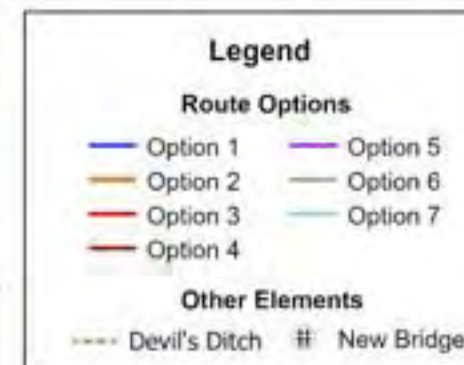 Legend
Route Options
Option 1 Option 5
Option 2 Option 6
Option 3 Option 7
Option 4
Other Elements
Devil's Ditch # New Bridge